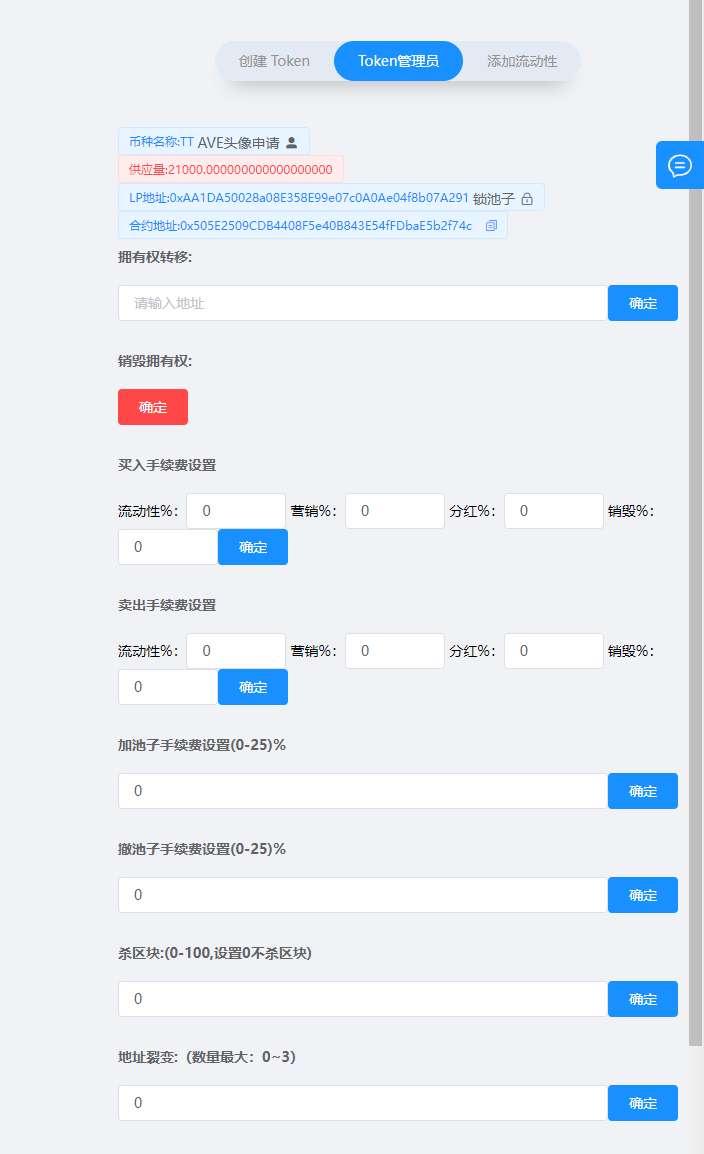 创建 Token Token管理员 添加流动性
币种名称:TT AVE头像申请
供应量:21000.000000000000000000
LP地址:0xAA1DA50028a08E358E99e07c0A0Ae04f8b07A291 锁池子
合约地址:0x505E2509CDB4408F5e40B843E54fFDbaE5b2f74c
拥有权转移:
请输入地址 确定
销毁拥有权:
确定
买入手续费设置
流动性%: 0 营销%: 0 分红%: 0 销毁%:
0 确定
卖出手续费设置
流动性%: 0 营销%: 0 分红%: 0 销毁%:
0 确定
加池子手续费设置(0-25)%
0 确定
撤池子手续费设置(0-25)%
0 确定
杀区块:(0-100,设置0不杀区块)
0 确定
地址裂变:（数量最大：0~3）
0 确定